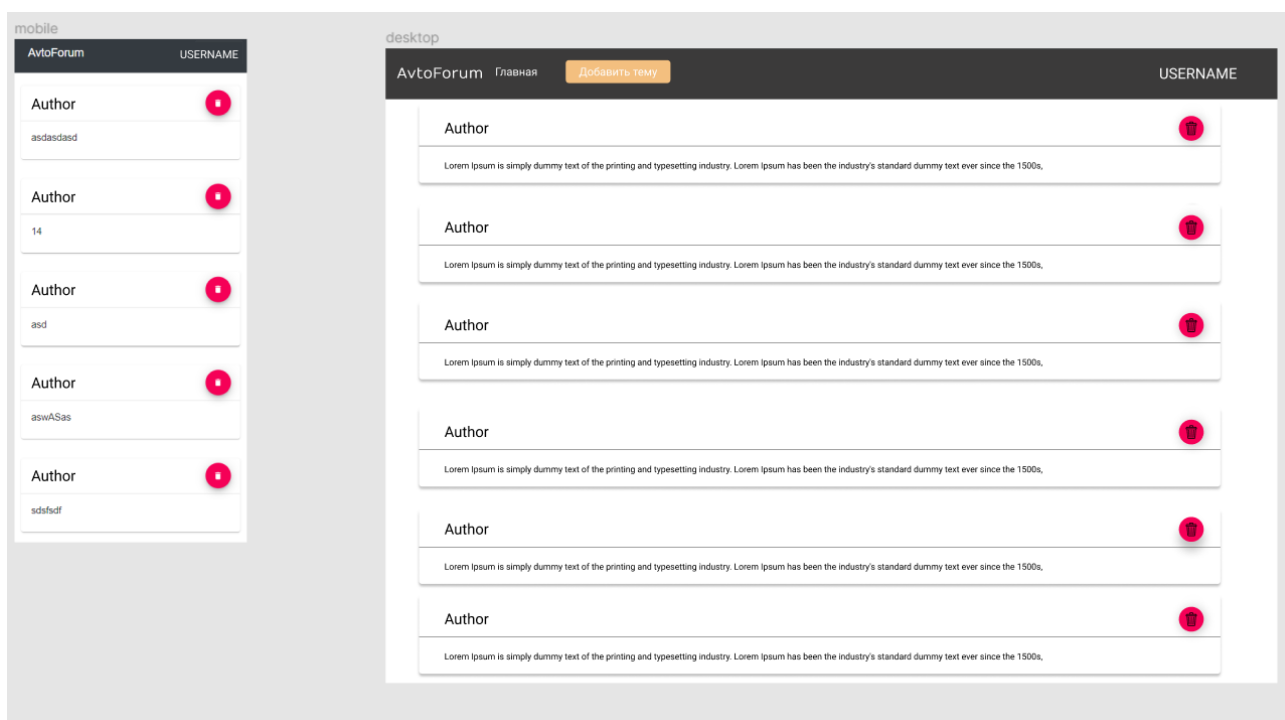 mobile
AvtoForum USERNAME
Author
asdasdasd
Author
14
Author
asd
Author
aswASas
Author
sdsfsdf
desktop
AvtoForum Главная Добавить тему USERNAME
Author
Lorem Ipsum is simply dummy text of the printing and typesetting industry. Lorem Ipsum has been the industry's standard dummy text ever since the 1500s,
Author
Lorem Ipsum is simply dummy text of the printing and typesetting industry. Lorem Ipsum has been the industry's standard dummy text ever since the 1500s,
Author
Lorem Ipsum is simply dummy text of the printing and typesetting industry. Lorem Ipsum has been the industry's standard dummy text ever since the 1500s,
Author
Lorem Ipsum is simply dummy text of the printing and typesetting industry. Lorem Ipsum has been the industry's standard dummy text ever since the 1500s,
Author
Lorem Ipsum is simply dummy text of the printing and typesetting industry. Lorem Ipsum has been the industry's standard dummy text ever since the 1500s,
Author
Lorem Ipsum is simply dummy text of the printing and typesetting industry. Lorem Ipsum has been the industry's standard dummy text ever since the 1500s,